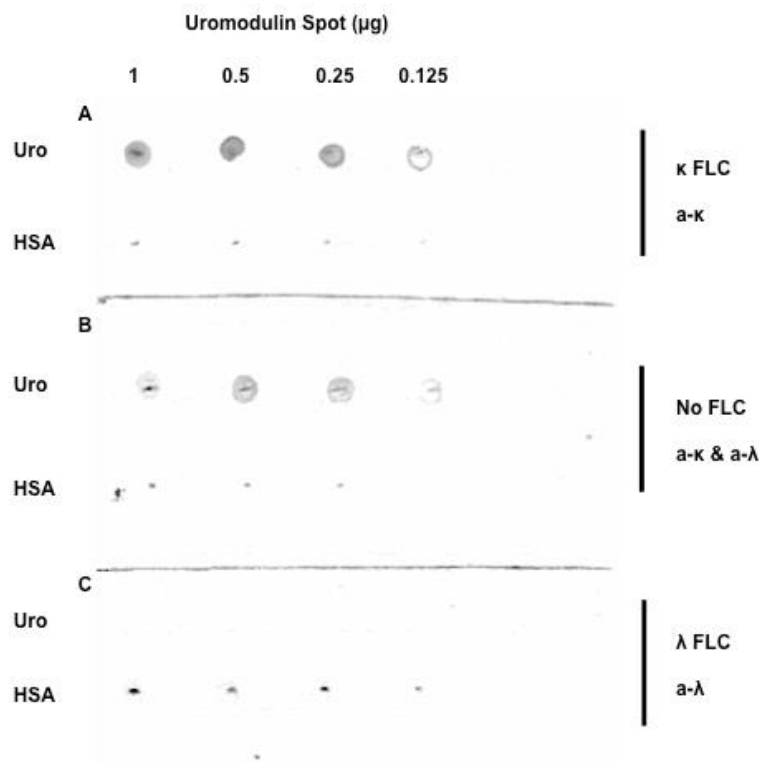 Uromodulin Spot (µg)
1 0.5 0.25 0.125
A
Uro
κ FLC
a-κ
HSA
B
Uro
No FLC
a-κ & a-λ
HSA
C
Uro
λ FLC
a-λ
HSA